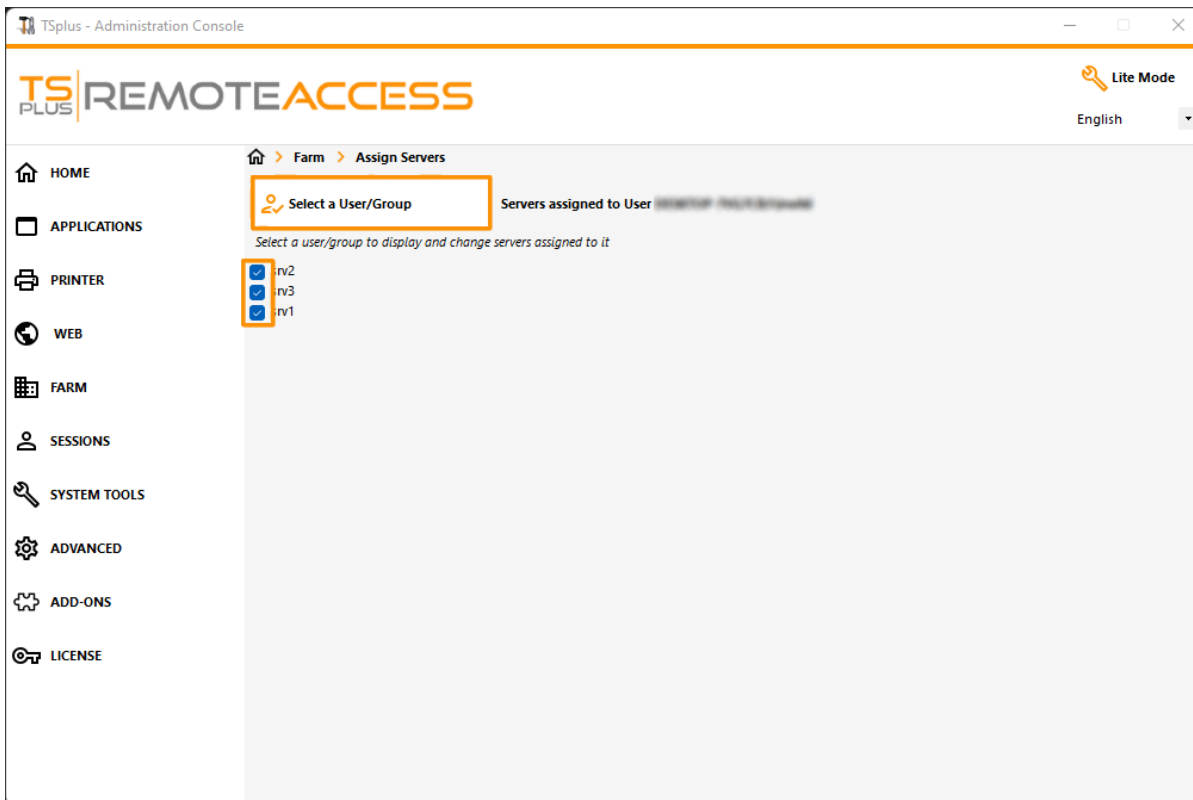 TSplus - Administration Console
TS PLUS REMOTEACCESS
Lite Mode
English
HOME
APPLICATIONS
PRINTER
WEB
FARM
SESSIONS
SYSTEM TOOLS
ADVANCED
ADD-ONS
LICENSE
Farm > Assign Servers
Select a User/Group
Servers assigned to User
Select a user/group to display and change servers assigned to it
srv2
srv3
srv1